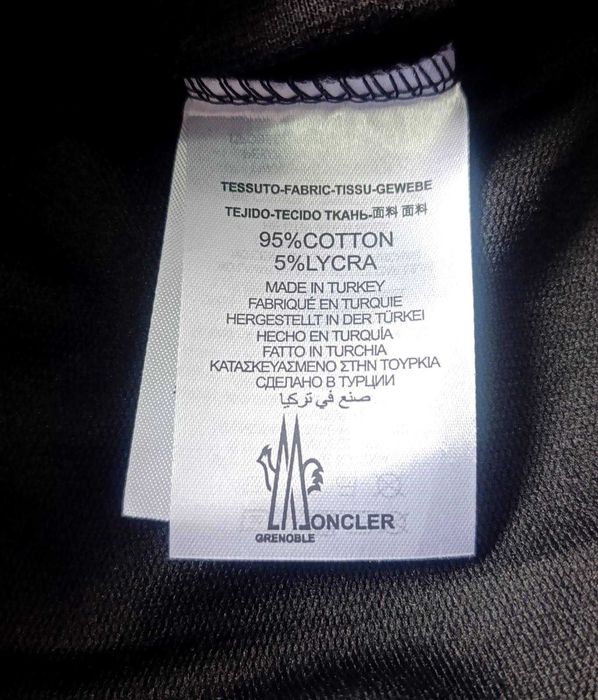 TESSUTO-FABRIC-TISSU-GEWEBE
TEJIDO-TECIDO ТКАНЬ-面料 面料
95%COTTON
5%LYCRA
MADE IN TURKEY
FABRIQUÉ EN TURQUIE
HERGESTELLT IN DER TÜRKEI
HECHO EN TURQUÍA
FATTO IN TURCHIA
ΚΑΤΑΣΚΕΥΑΣΜΕΝΟ ΣΤΗΝ ΤΟΥΡΚΙΑ
СДЕЛАНО В ТУРЦИИ
صنع في تركيا
MONCLER
GRENOBLE